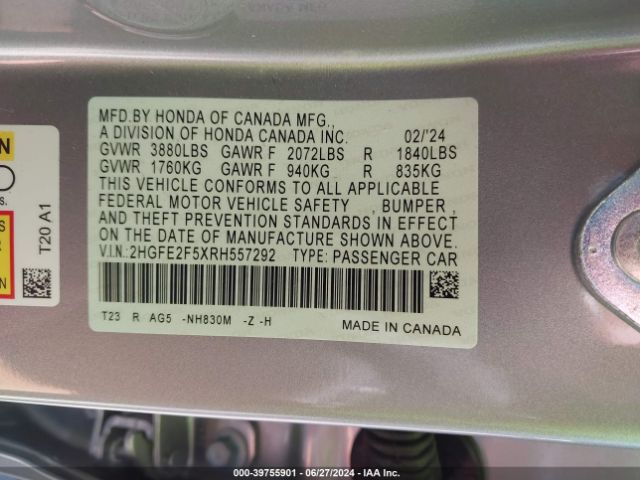 MFD.BY HONDA OF CANADA MFG.,
A DIVISION OF HONDA CANADA INC. 02/'24
GVWR 3880LBS GAWR F 2072LBS R 1840LBS
GVWR 1760KG GAWR F 940KG R 835KG
THIS VEHICLE CONFORMS TO ALL APPLICABLE
FEDERAL MOTOR VEHICLE SAFETY , BUMPER ,
AND THEFT PREVENTION STANDARDS IN EFFECT
ON THE DATE OF MANUFACTURE SHOWN ABOVE.
V.I.N.:2HGFE2F5XRH557292 TYPE: PASSENGER CAR
T23 R AG5 -NH830M -Z -H
MADE IN CANADA
N
s.
T20 A1
000-39755901 - 06/27/2024 - IAA Inc.